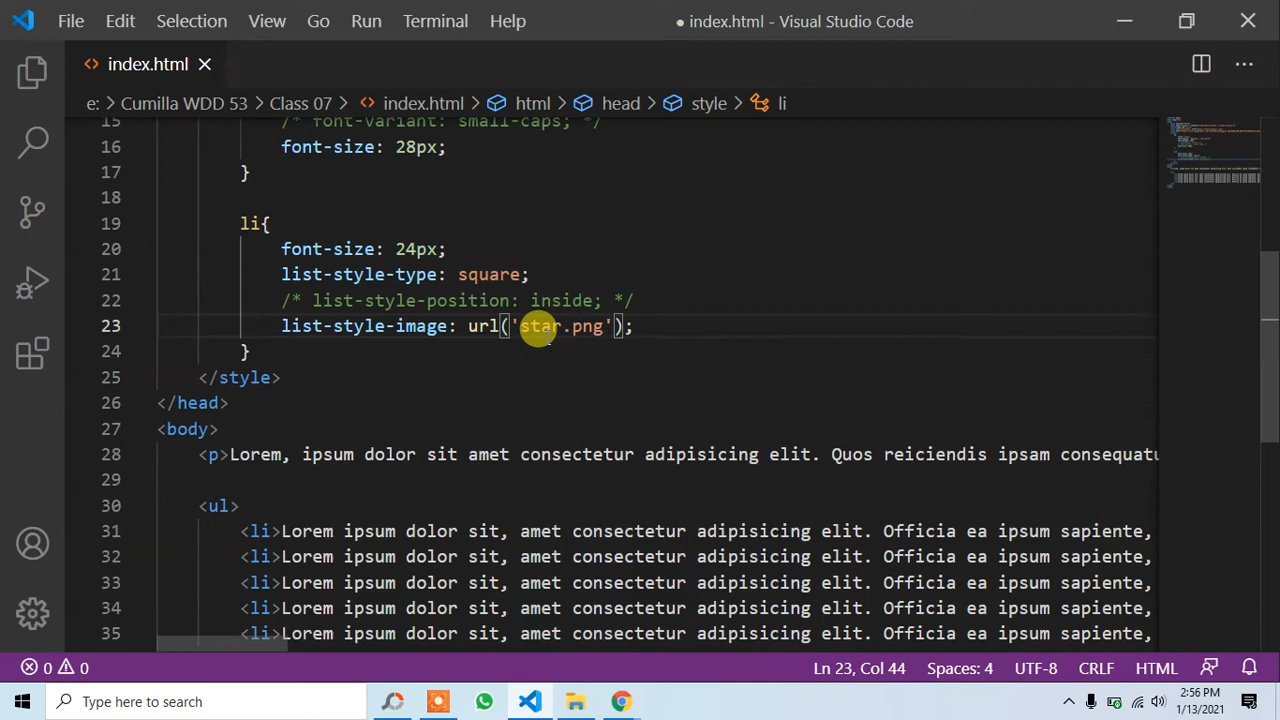 File Edit Selection View Go Run Terminal Help ● index.html - Visual Studio Code
<> index.html
e: > Cumilla WDD 53 > Class 07 > <> index.html > html > head > style > li
15 /* font-variant: small-caps; */
16 font-size: 28px;
17 }
18
19 li{
20 font-size: 24px;
21 list-style-type: square;
22 /* list-style-position: inside; */
23 list-style-image: url('star.png');
24 }
25 </style>
26 </head>
27 <body>
28 <p>Lorem, ipsum dolor sit amet consectetur adipisicing elit. Quos reiciendis ipsam consequatu
29
30 <ul>
31 <li>Lorem ipsum dolor sit, amet consectetur adipisicing elit. Officia ea ipsum sapiente,
32 <li>Lorem ipsum dolor sit, amet consectetur adipisicing elit. Officia ea ipsum sapiente,
33 <li>Lorem ipsum dolor sit, amet consectetur adipisicing elit. Officia ea ipsum sapiente,
34 <li>Lorem ipsum dolor sit, amet consectetur adipisicing elit. Officia ea ipsum sapiente,
35 <li>Lorem ipsum dolor sit, amet consectetur adipisicing elit. Officia ea ipsum sapiente,
0 0 Ln 23, Col 44 Spaces: 4 UTF-8 CRLF HTML
Type here to search 2:56 PM
1/13/2021